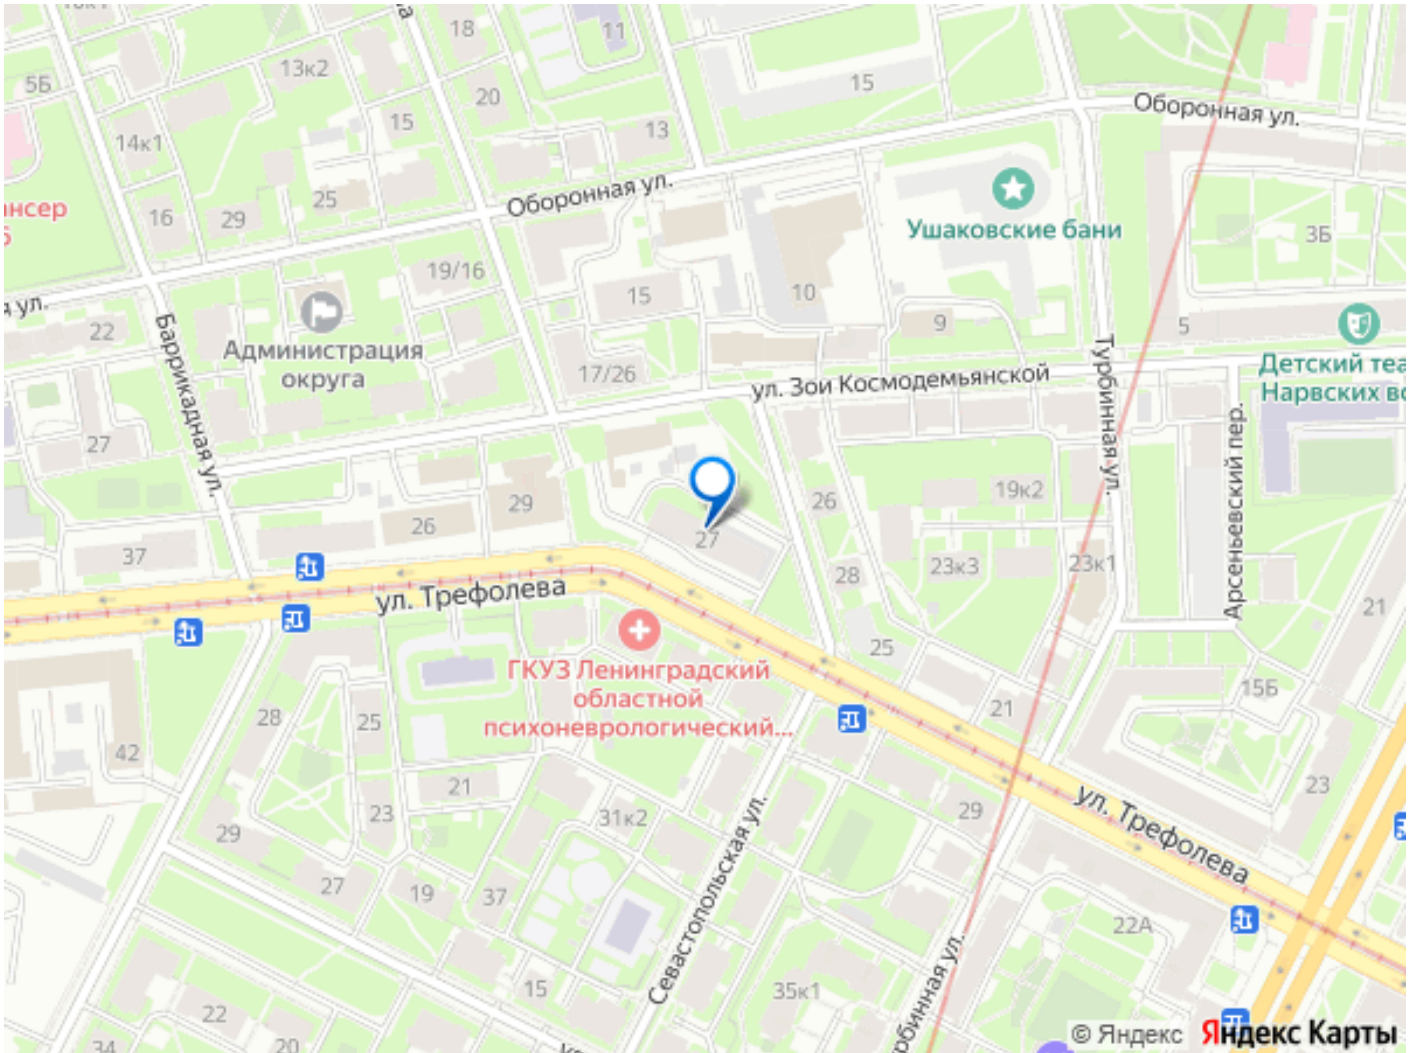 18
11
13к2
5Б
20
15
15
Оборонная ул.
13
14к1
25
Оборонная ул.
нсер
16
29
Ушаковские бани
3Б
19/16
15
10
я ул.
22
9
5
Администрация
округа
Детский теа
Нарвских во
17/26
ул. Зои Космодемьянской
Баррикадная ул.
Турбинная ул.
Арсеньевский пер.
27
29
26
26
19к2
37
27
28
23к3
23к1
ул. Трефолева
21
25
ГКУЗ Ленинградский
областной
психоневрологический...
15Б
28
25
21
42
21
23
23
31к2
29
ул. Трефолева
29
Севастопольская ул.
27
19
37
22А
15
35к1
Турбинная ул.
22
34
20
© Яндекс Яндекс Карты